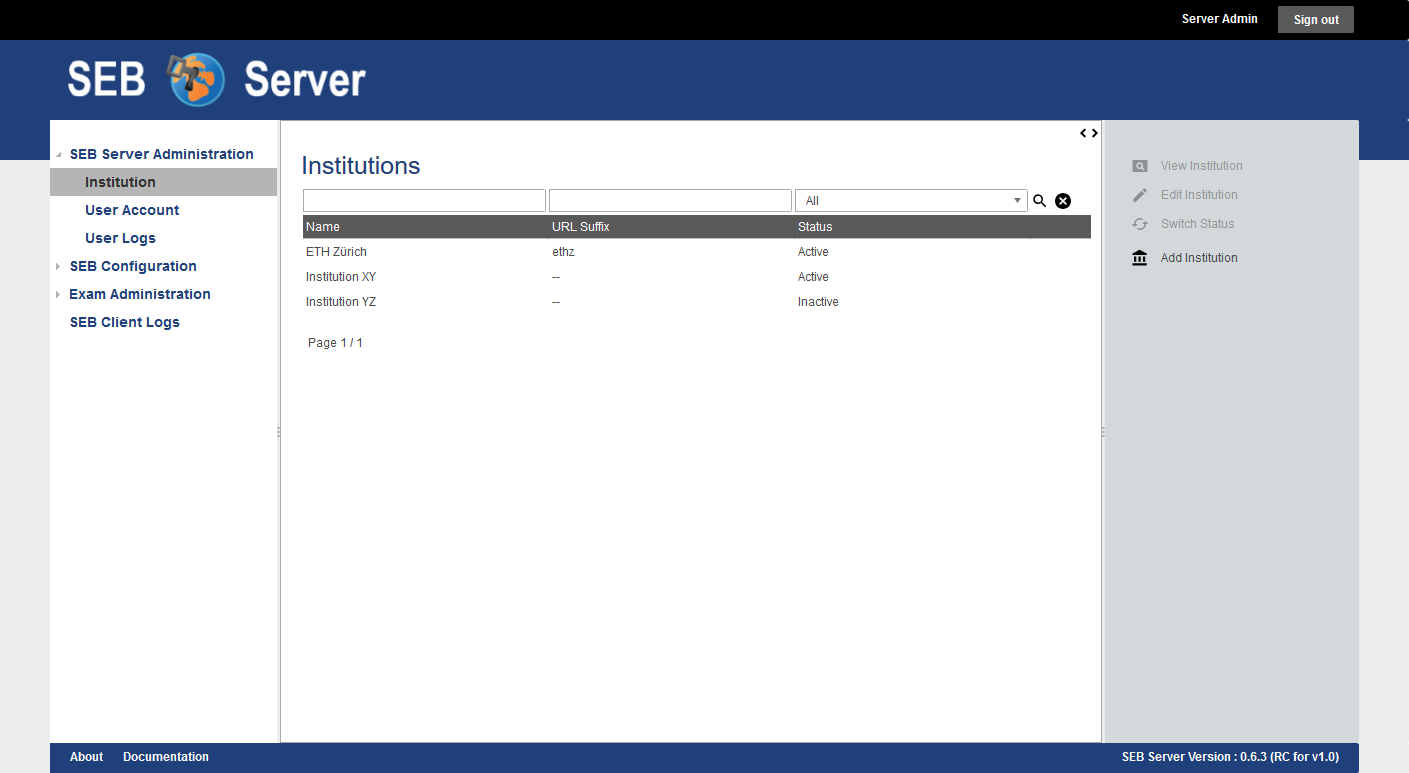 Server Admin Sign out
SEB Server
SEB Server Administration
Institution
User Account
User Logs
SEB Configuration
Exam Administration
SEB Client Logs
Institutions
All
Name URL Suffix Status
ETH Zürich ethz Active
Institution XY -- Active
Institution YZ -- Inactive
Page 1 / 1
View Institution
Edit Institution
Switch Status
Add Institution
About Documentation SEB Server Version : 0.6.3 (RC for v1.0)